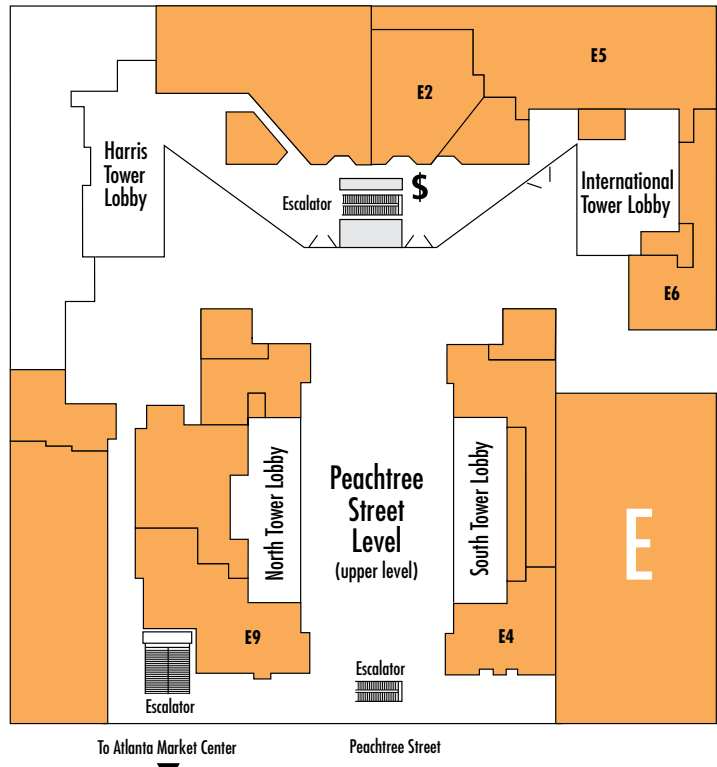 E5
E2
Harris
Tower
Lobby
$
Escalator
International
Tower Lobby
E6
North Tower Lobby
Peachtree
Street
Level
(upper level)
South Tower Lobby
E
E9
E4
Escalator
Escalator
To Atlanta Market Center
Peachtree Street